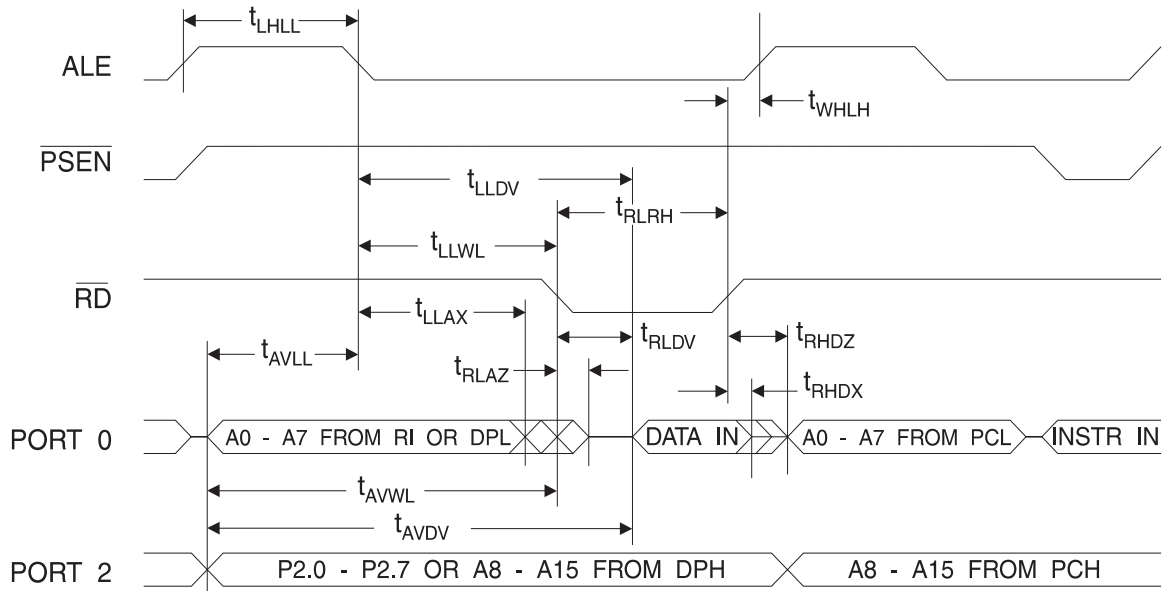 tLHLL
ALE
tWHLH
PSEN
tLLDV
tRLRH
tLLWL
RD
tLLAX
tRLDV
tRHDZ
tAVLL
tRLAZ
tRHDX
PORT 0
A0 - A7 FROM RI OR DPL
DATA IN
A0 - A7 FROM PCL
INSTR IN
tAVWL
tAVDV
PORT 2
P2.0 - P2.7 OR A8 - A15 FROM DPH
A8 - A15 FROM PCH